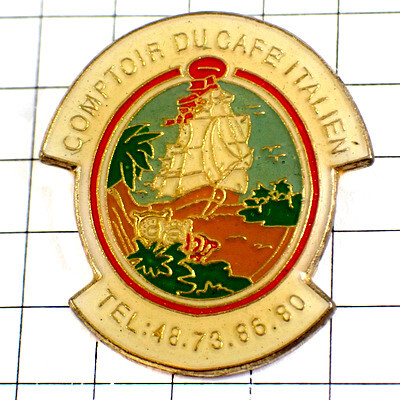 COMPTOIR DU CAFE ITALIEN
TEL:48.73.86.80